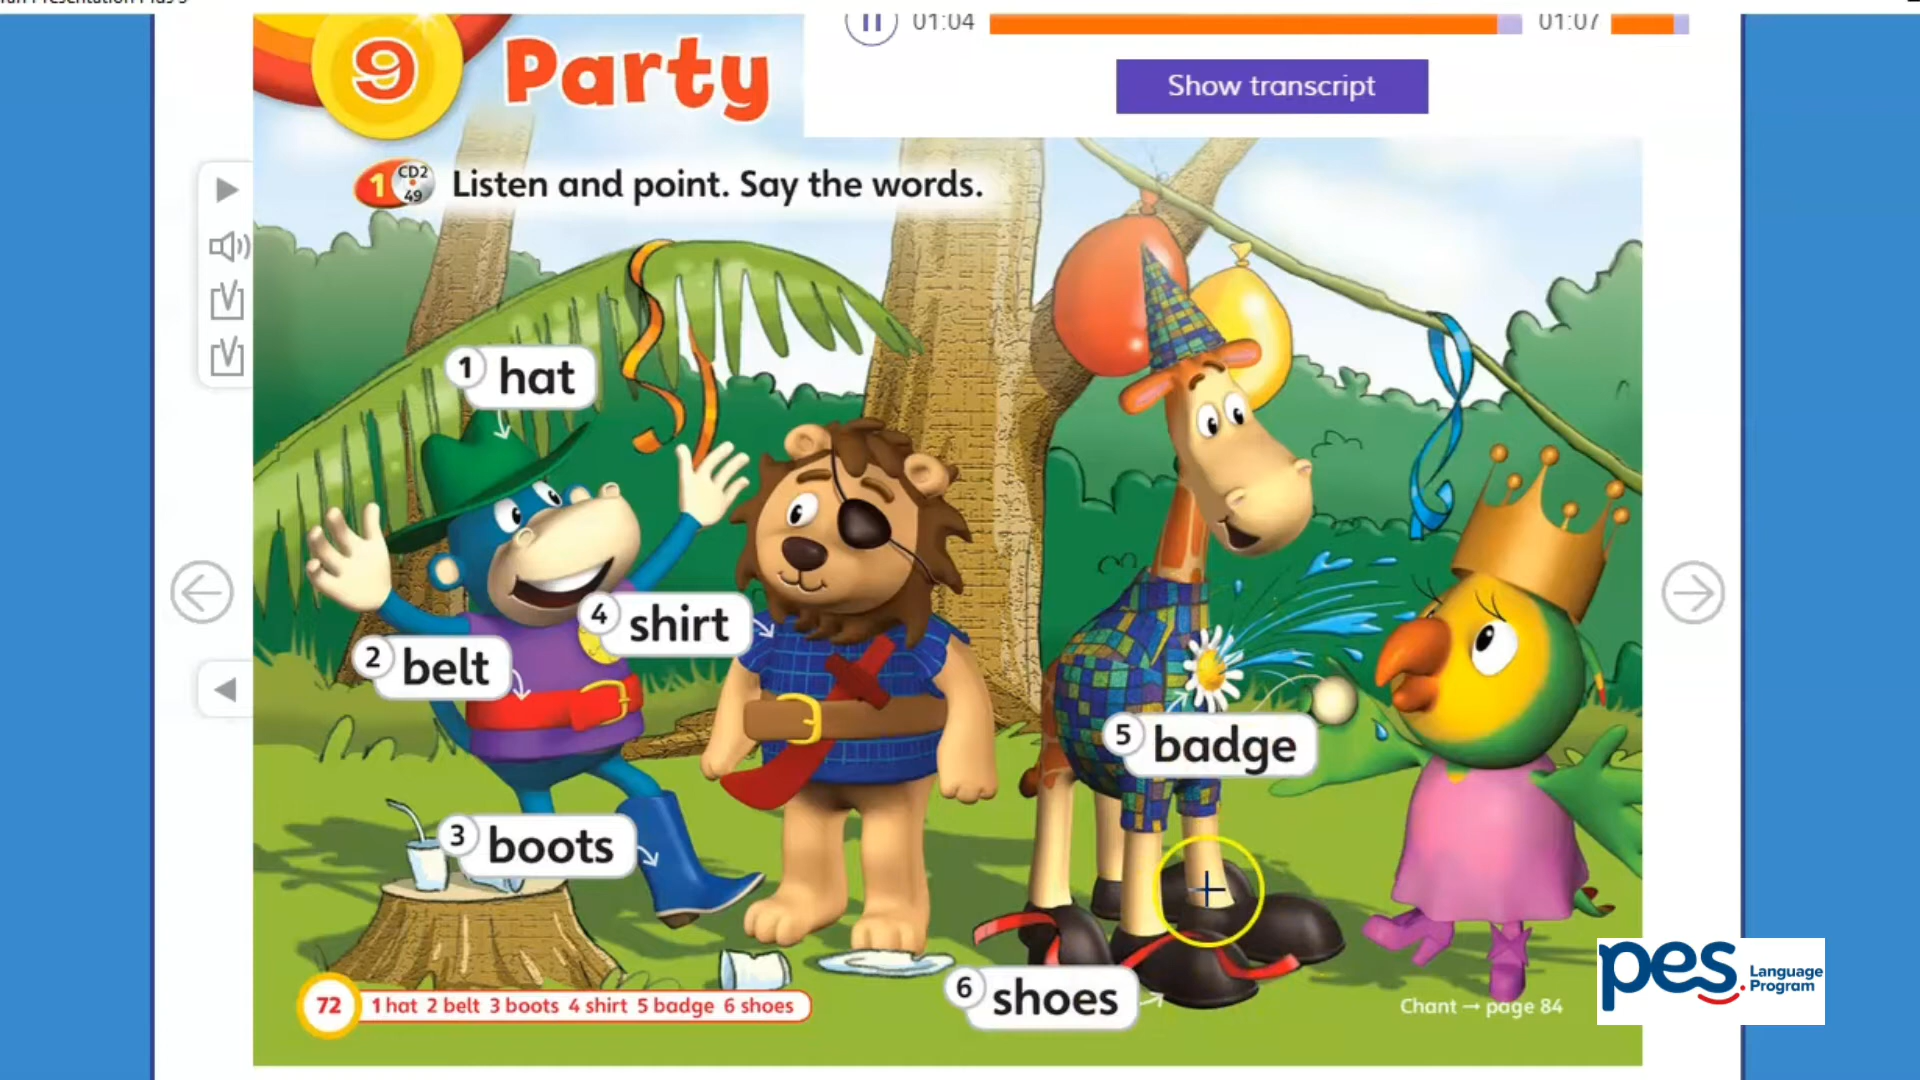 01:04
01:07
9 Party
Show transcript
1 CD2 49 Listen and point. Say the words.
1 hat
4 shirt
2 belt
5 badge
3 boots
6 shoes
72 1 hat 2 belt 3 boots 4 shirt 5 badge 6 shoes
Chant → page 84
pes. Language
Program